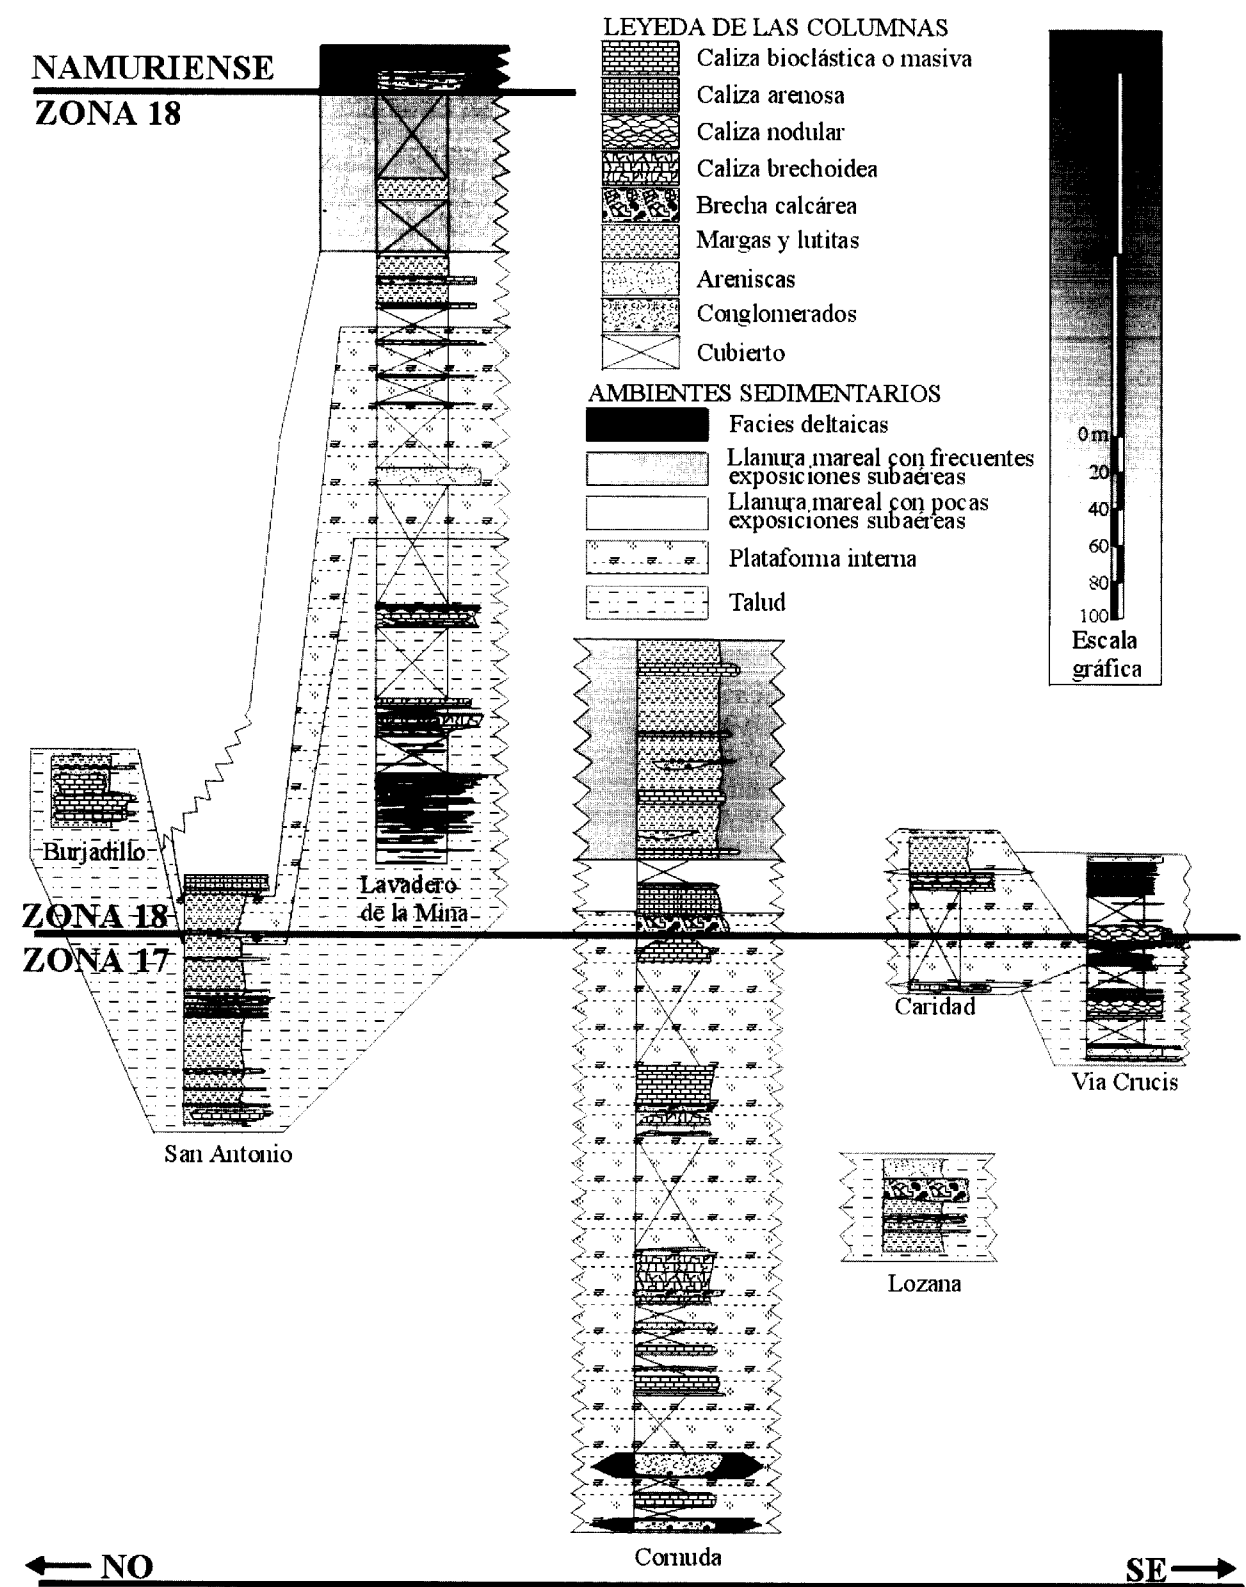 LEYEDA DE LAS COLUMNAS
Caliza bioclástica o masiva
Caliza arenosa
Caliza nodular
Caliza brechoidea
Brecha calcárea
Margas y lutitas
Areniscas
Conglomerados
Cubierto
AMBIENTES SEDIMENTARIOS
Facies deltaicas
Llanura mareal con frecuentes
exposiciones subaéreas
Llanura mareal con pocas
exposiciones subaéreas
Plataforma interna
Talud
0 m
20
40
60
80
100
Escala
gráfica
NAMURIENSE
ZONA 18
Burjadillo
Lavadero
de la Mina
ZONA 18
ZONA 17
San Antonio
Caridad
Via Crucis
Lozana
Cornuda
NO
SE